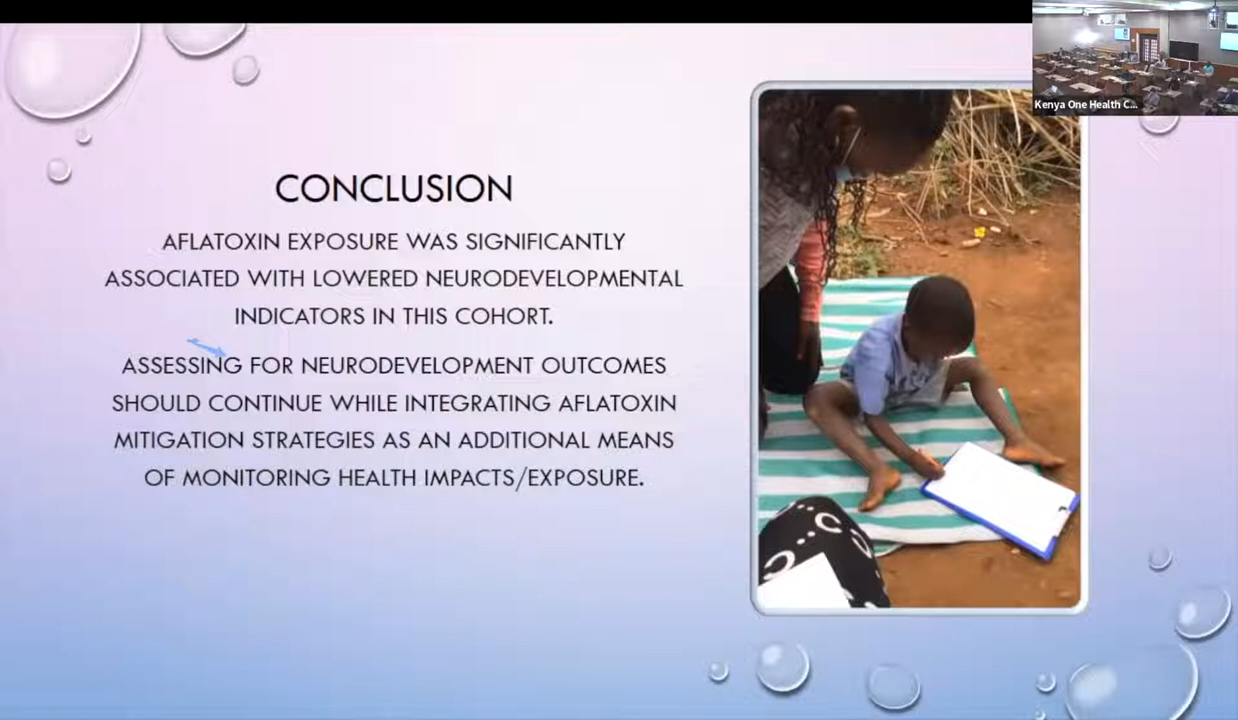 Kenya One Health C...
CONCLUSION
AFLATOXIN EXPOSURE WAS SIGNIFICANTLY
ASSOCIATED WITH LOWERED NEURODEVELOPMENTAL
INDICATORS IN THIS COHORT.
ASSESSING FOR NEURODEVELOPMENT OUTCOMES
SHOULD CONTINUE WHILE INTEGRATING AFLATOXIN
MITIGATION STRATEGIES AS AN ADDITIONAL MEANS
OF MONITORING HEALTH IMPACTS/EXPOSURE.